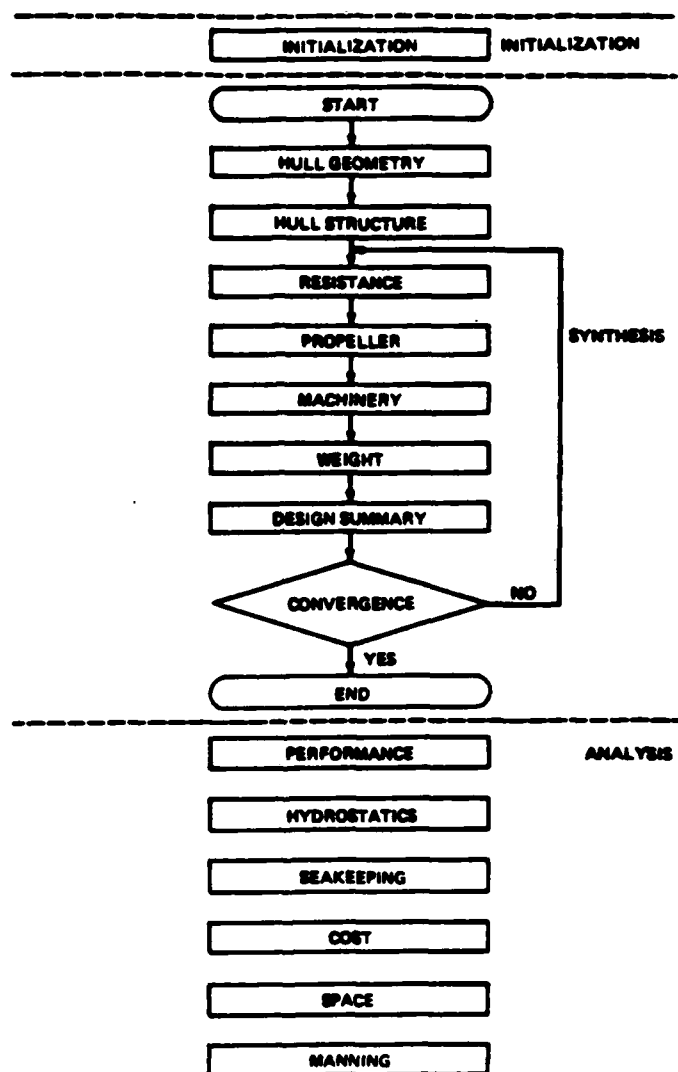 INITIALIZATION INITIALIZATION
START
HULL GEOMETRY
HULL STRUCTURE
RESISTANCE
SYNTHESIS
PROPELLER
MACHINERY
WEIGHT
DESIGN SUMMARY
CONVERGENCE NO
YES
END
PERFORMANCE ANALYSIS
HYDROSTATICS
SEAKEEPING
COST
SPACE
MANNING